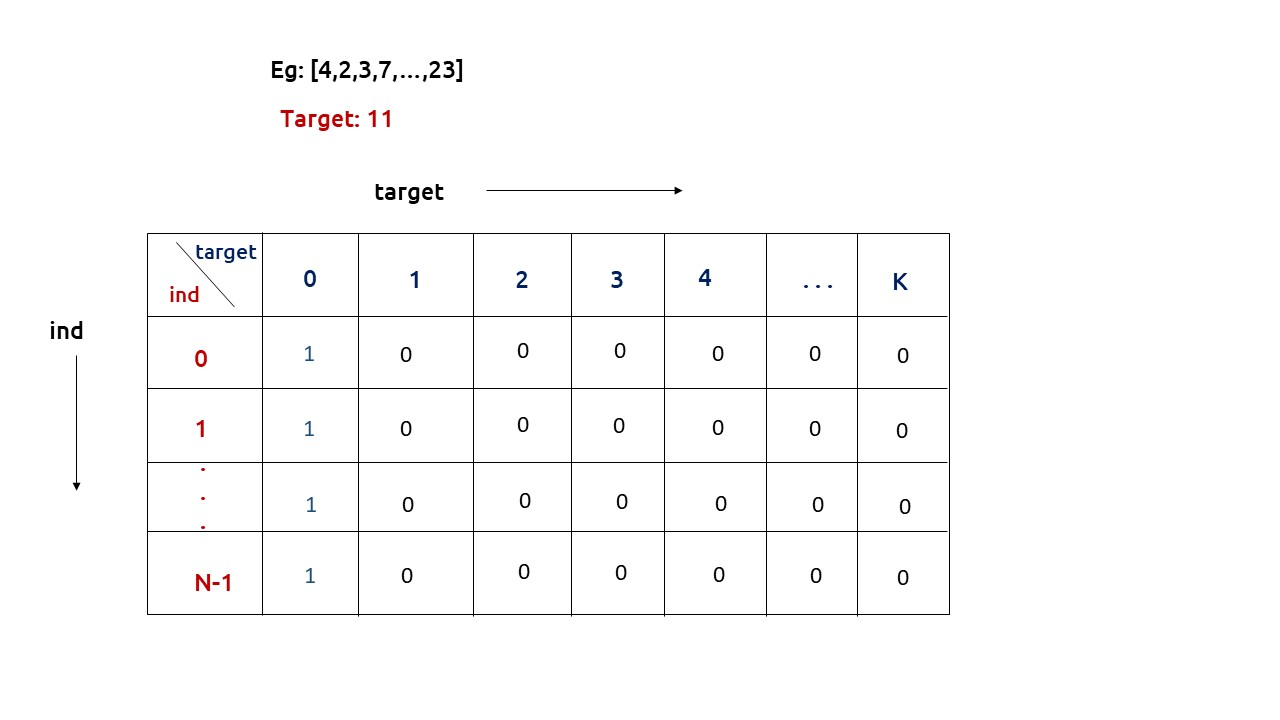 Eg: [4,2,3,7,...,23]
Target: 11
target
target
ind
0 1 2 3 4 ... K
ind
0 1 0 0 0 0 0 0
1 1 0 0 0 0 0 0
. . . 1 0 0 0 0 0 0
N-1 1 0 0 0 0 0 0